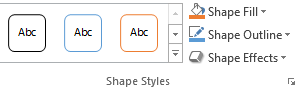 Abc Abc Abc
Shape Fill
Shape Outline
Shape Effects
Shape Styles